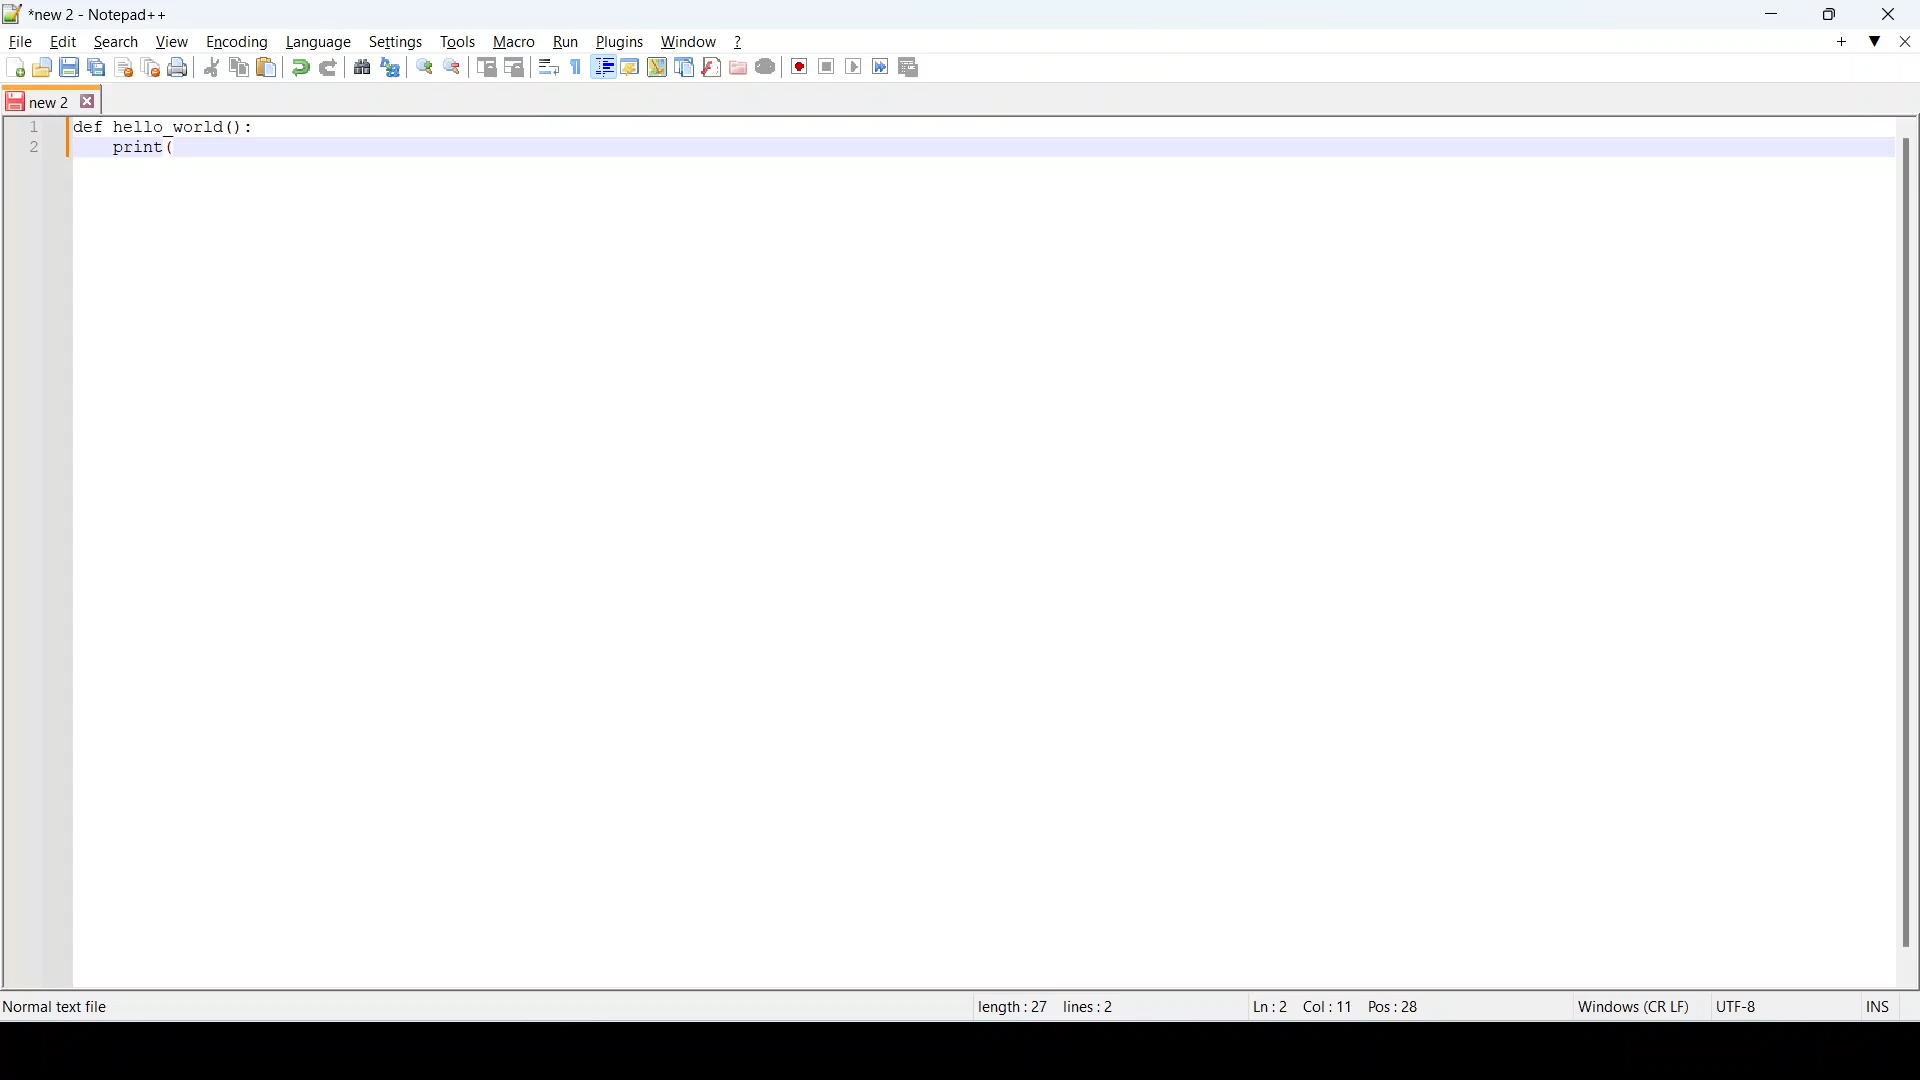 *new 2 - Notepad++
File Edit Search View Encoding Language Settings Tools Macro Run Plugins Window ?
new 2
1 def hello_world():
2     print(
Normal text file length : 27 lines : 2 Ln : 2 Col : 11 Pos : 28 Windows (CR LF) UTF-8 INS